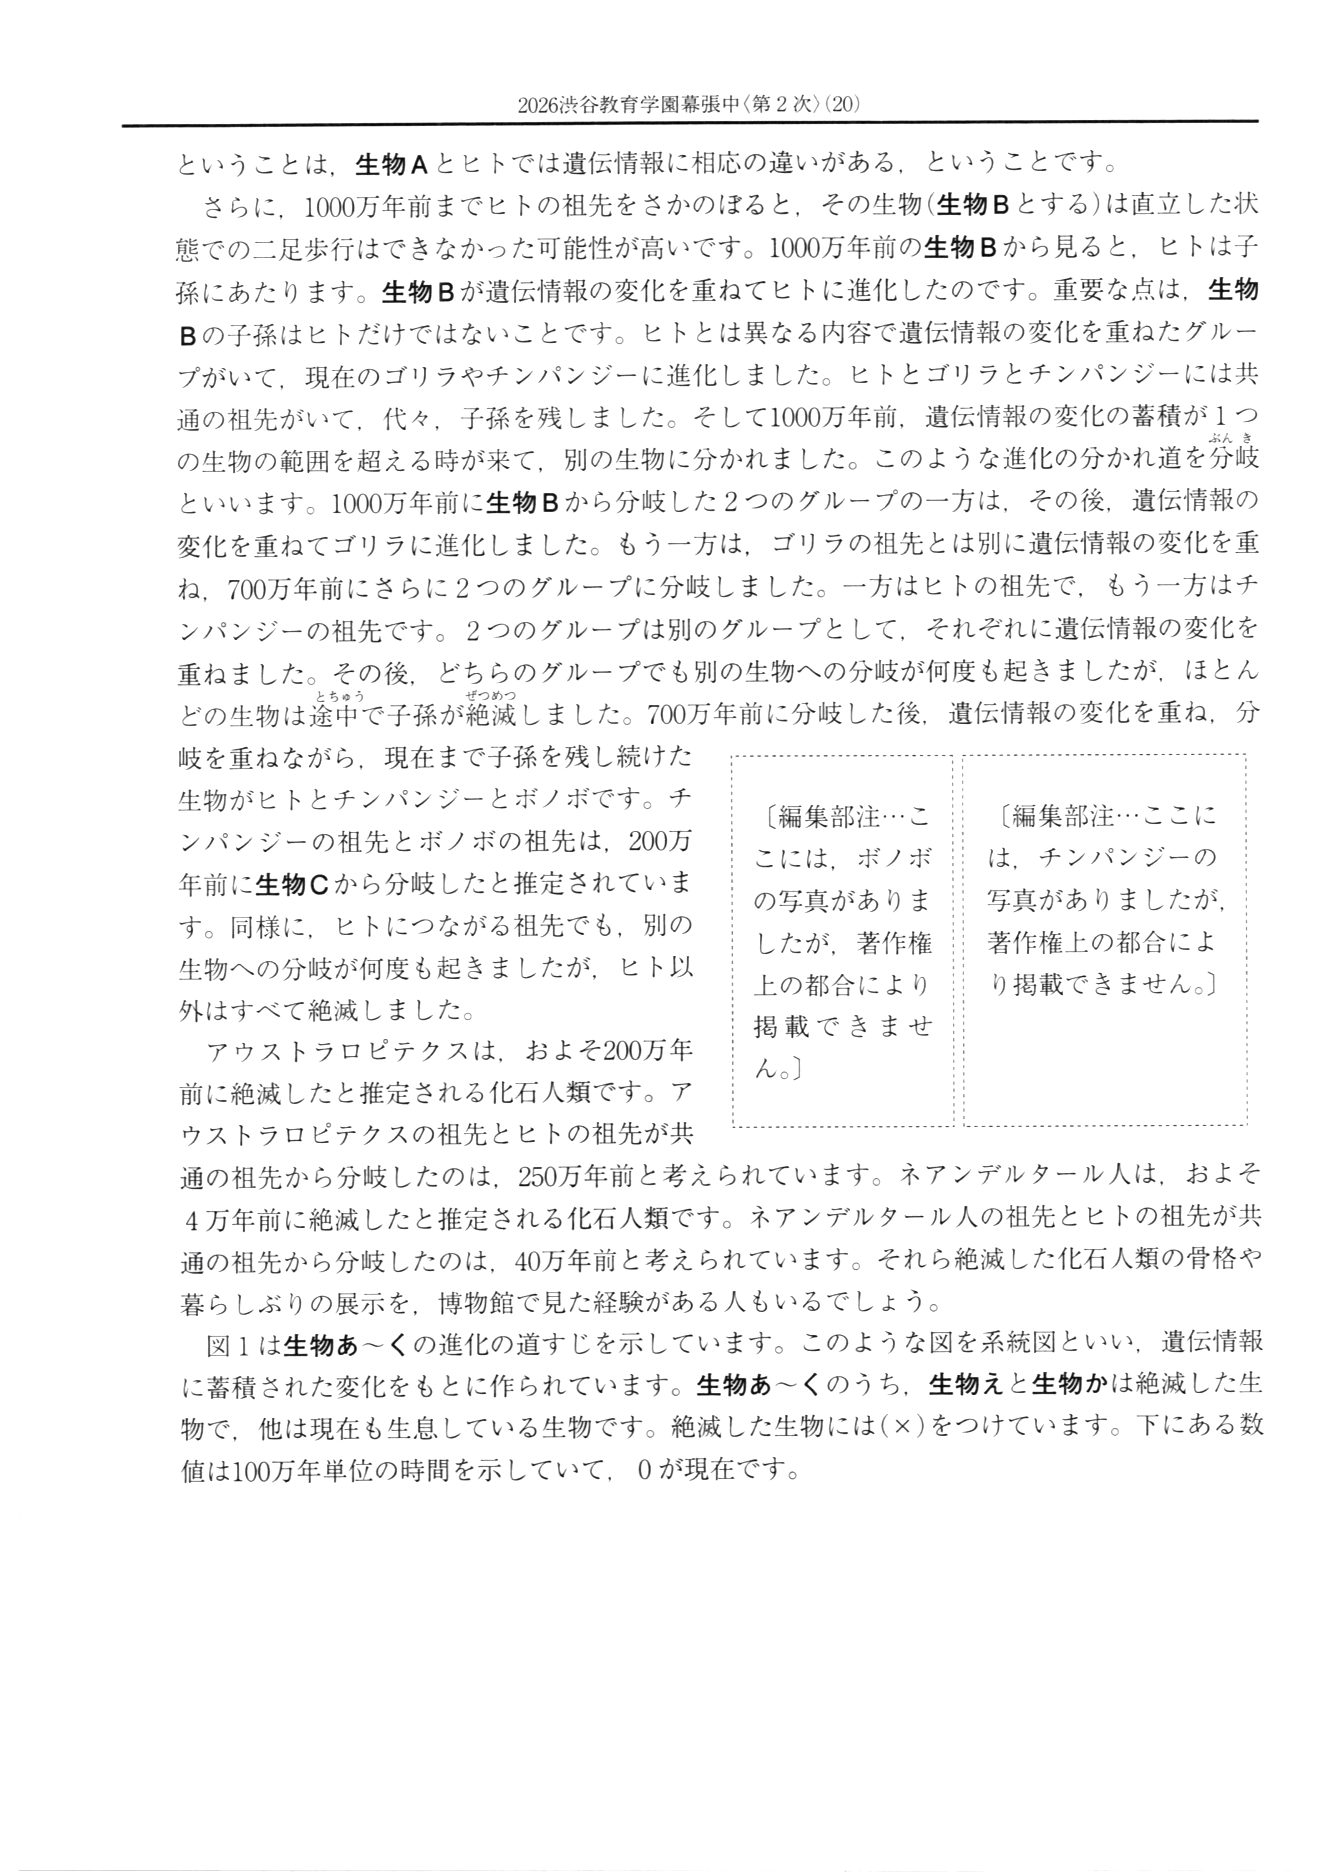 2026渋谷教育学園幕張中〈第2次〉(20)
ということは，生物Aとヒトでは遺伝情報に相応の違いがある，ということです。
さらに，1000万年前までヒトの祖先をさかのぼると，その生物(生物Bとする)は直立した状
態での二足歩行はできなかった可能性が高いです。1000万年前の生物Bから見ると，ヒトは子
孫にあたります。生物Bが遺伝情報の変化を重ねてヒトに進化したのです。重要な点は，生物
Bの子孫はヒトだけではないことです。ヒトとは異なる内容で遺伝情報の変化を重ねたグルー
プがいて，現在のゴリラやチンパンジーに進化しました。ヒトとゴリラとチンパンジーには共
通の祖先がいて，代々，子孫を残しました。そして1000万年前，遺伝情報の変化の蓄積が1つ
ぶんき
の生物の範囲を超える時が来て，別の生物に分かれました。このような進化の分かれ道を分岐
といいます。1000万年前に生物Bから分岐した2つのグループの一方は，その後，遺伝情報の
変化を重ねてゴリラに進化しました。もう一方は，ゴリラの祖先とは別に遺伝情報の変化を重
ね，700万年前にさらに2つのグループに分岐しました。一方はヒトの祖先で，もう一方はチ
ンパンジーの祖先です。2つのグループは別のグループとして，それぞれに遺伝情報の変化を
重ねました。その後，どちらのグループでも別の生物への分岐が何度も起きましたが，ほとん
とちゅう ぜつめつ
どの生物は途中で子孫が絶滅しました。700万年前に分岐した後，遺伝情報の変化を重ね，分
岐を重ねながら，現在まで子孫を残し続けた
生物がヒトとチンパンジーとボノボです。チ
ンパンジーの祖先とボノボの祖先は，200万
年前に生物Cから分岐したと推定されていま
す。同様に，ヒトにつながる祖先でも，別の
生物への分岐が何度も起きましたが，ヒト以
外はすべて絶滅しました。
アウストラロピテクスは，およそ200万年
前に絶滅したと推定される化石人類です。ア
ウストラロピテクスの祖先とヒトの祖先が共
〔編集部注…こ
こには，ボノボ
の写真がありま
したが，著作権
上の都合により
掲載できませ
ん。〕
〔編集部注…ここに
は，チンパンジーの
写真がありましたが，
著作権上の都合によ
り掲載できません。〕
通の祖先から分岐したのは，250万年前と考えられています。ネアンデルタール人は，およそ
4万年前に絶滅したと推定される化石人類です。ネアンデルタール人の祖先とヒトの祖先が共
通の祖先から分岐したのは，40万年前と考えられています。それら絶滅した化石人類の骨格や
暮らしぶりの展示を，博物館で見た経験がある人もいるでしょう。
図1は生物あ～くの進化の道すじを示しています。このような図を系統図といい，遺伝情報
に蓄積された変化をもとに作られています。生物あ～くのうち，生物えと生物かは絶滅した生
物で，他は現在も生息している生物です。絶滅した生物には(×)をつけています。下にある数
値は100万年単位の時間を示していて，0が現在です。